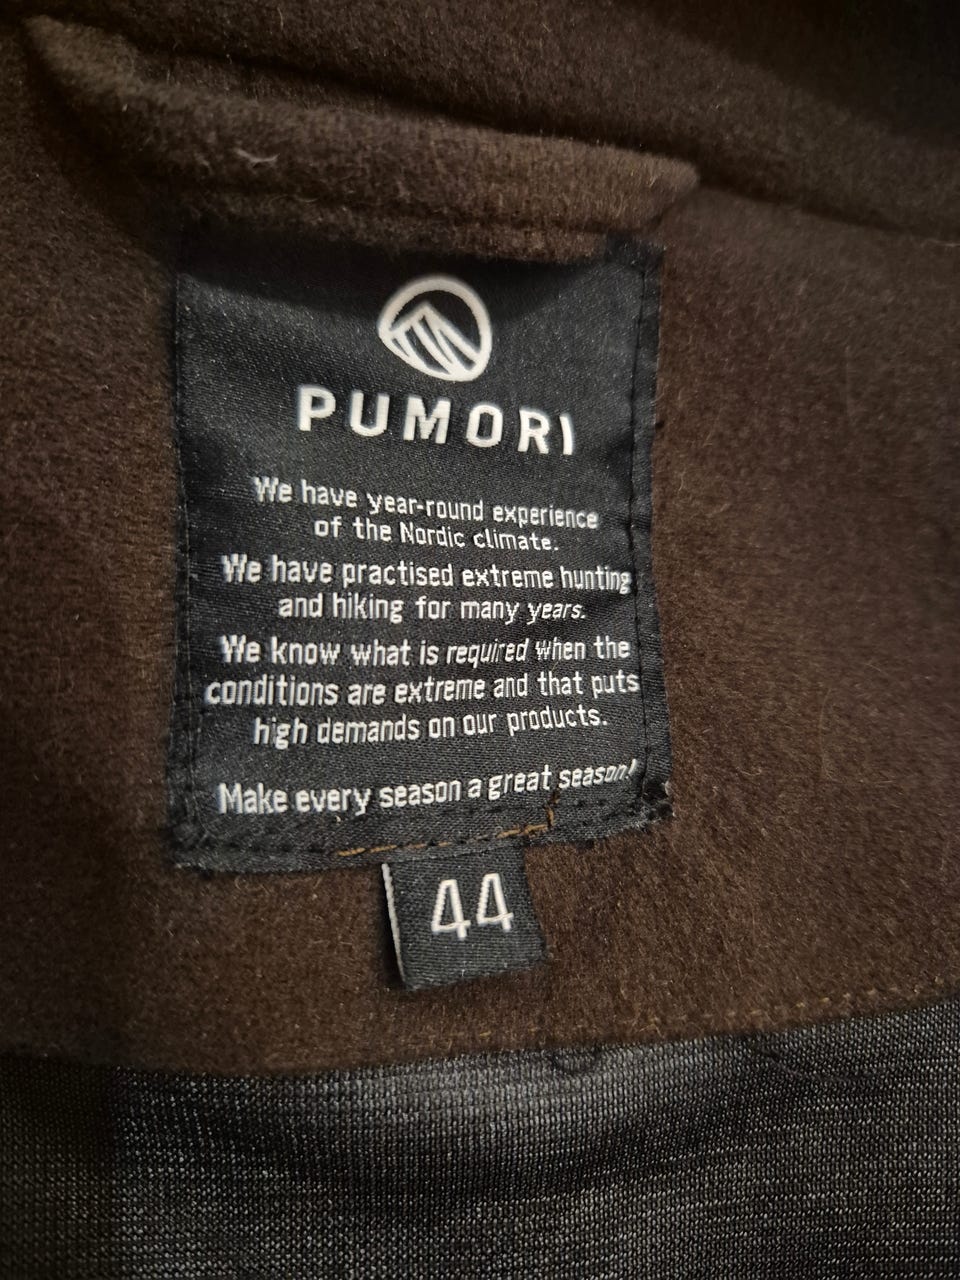 PUMORI
We have year-round experience
of the Nordic climate.
We have practised extreme hunting
and hiking for many years.
We know what is required when the
conditions are extreme and that puts
high demands on our products.
Make every season a great season!
44